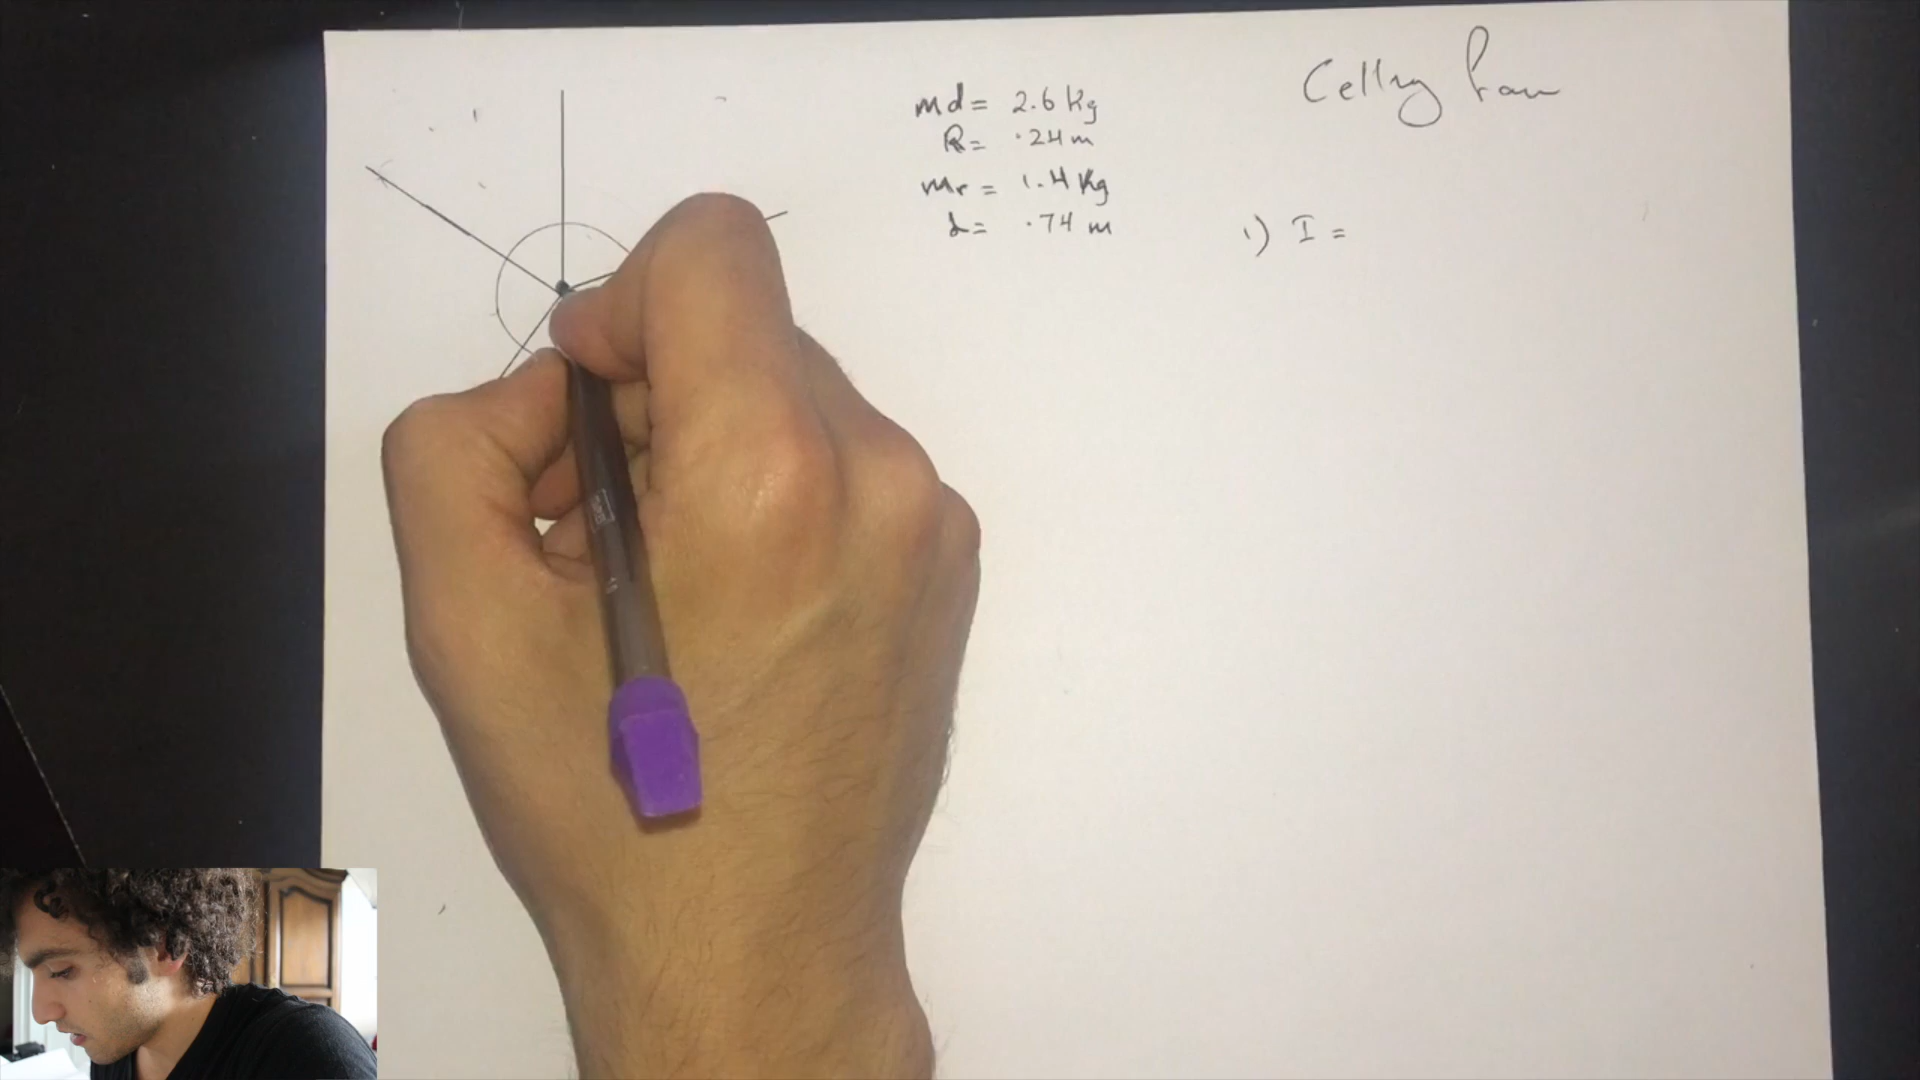 Celling Fan
md = 2.6 kg
R = .24 m
mr = 1.4 kg
L = .74 m
1) I =